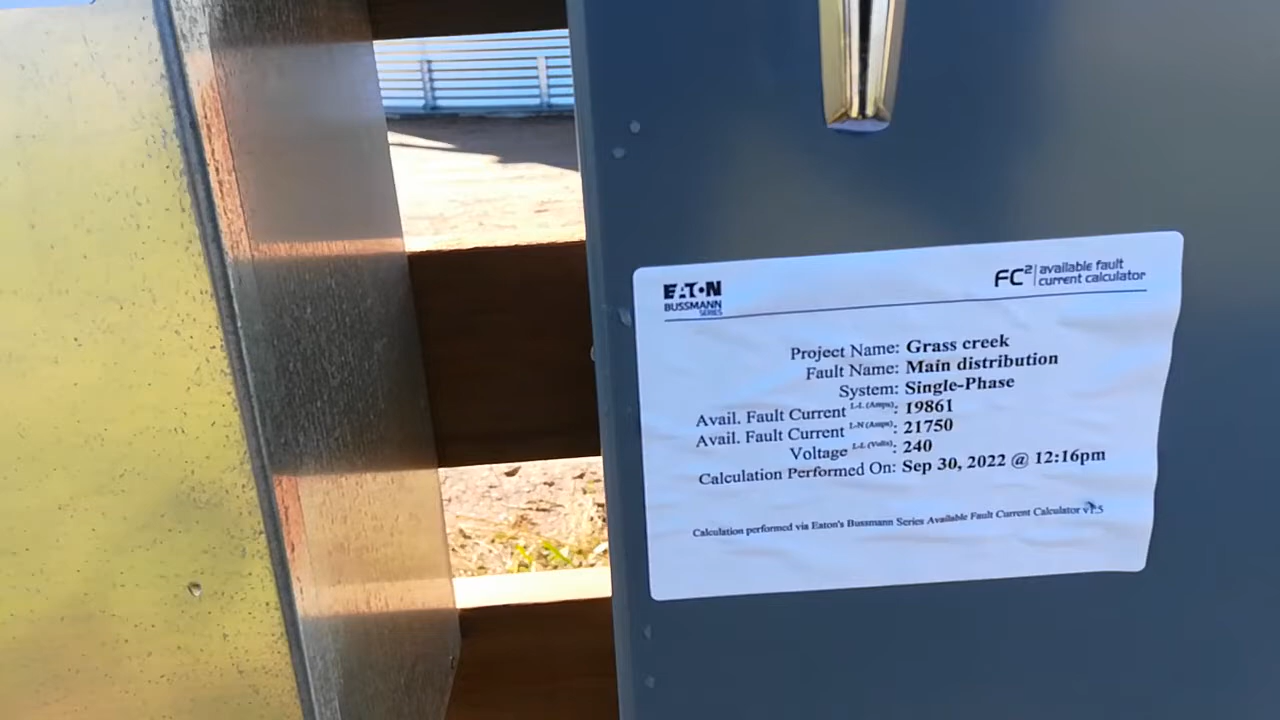 EATON
BUSSMANN
SERIES
FC² available fault
current calculator
Project Name: Grass creek
Fault Name: Main distribution
System: Single-Phase
Avail. Fault Current L-L (Amps): 19861
Avail. Fault Current L-N (Amps): 21750
Voltage L-L (Volts): 240
Calculation Performed On: Sep 30, 2022 @ 12:16pm
Calculation performed via Eaton's Bussmann Series Available Fault Current Calculator v1.5